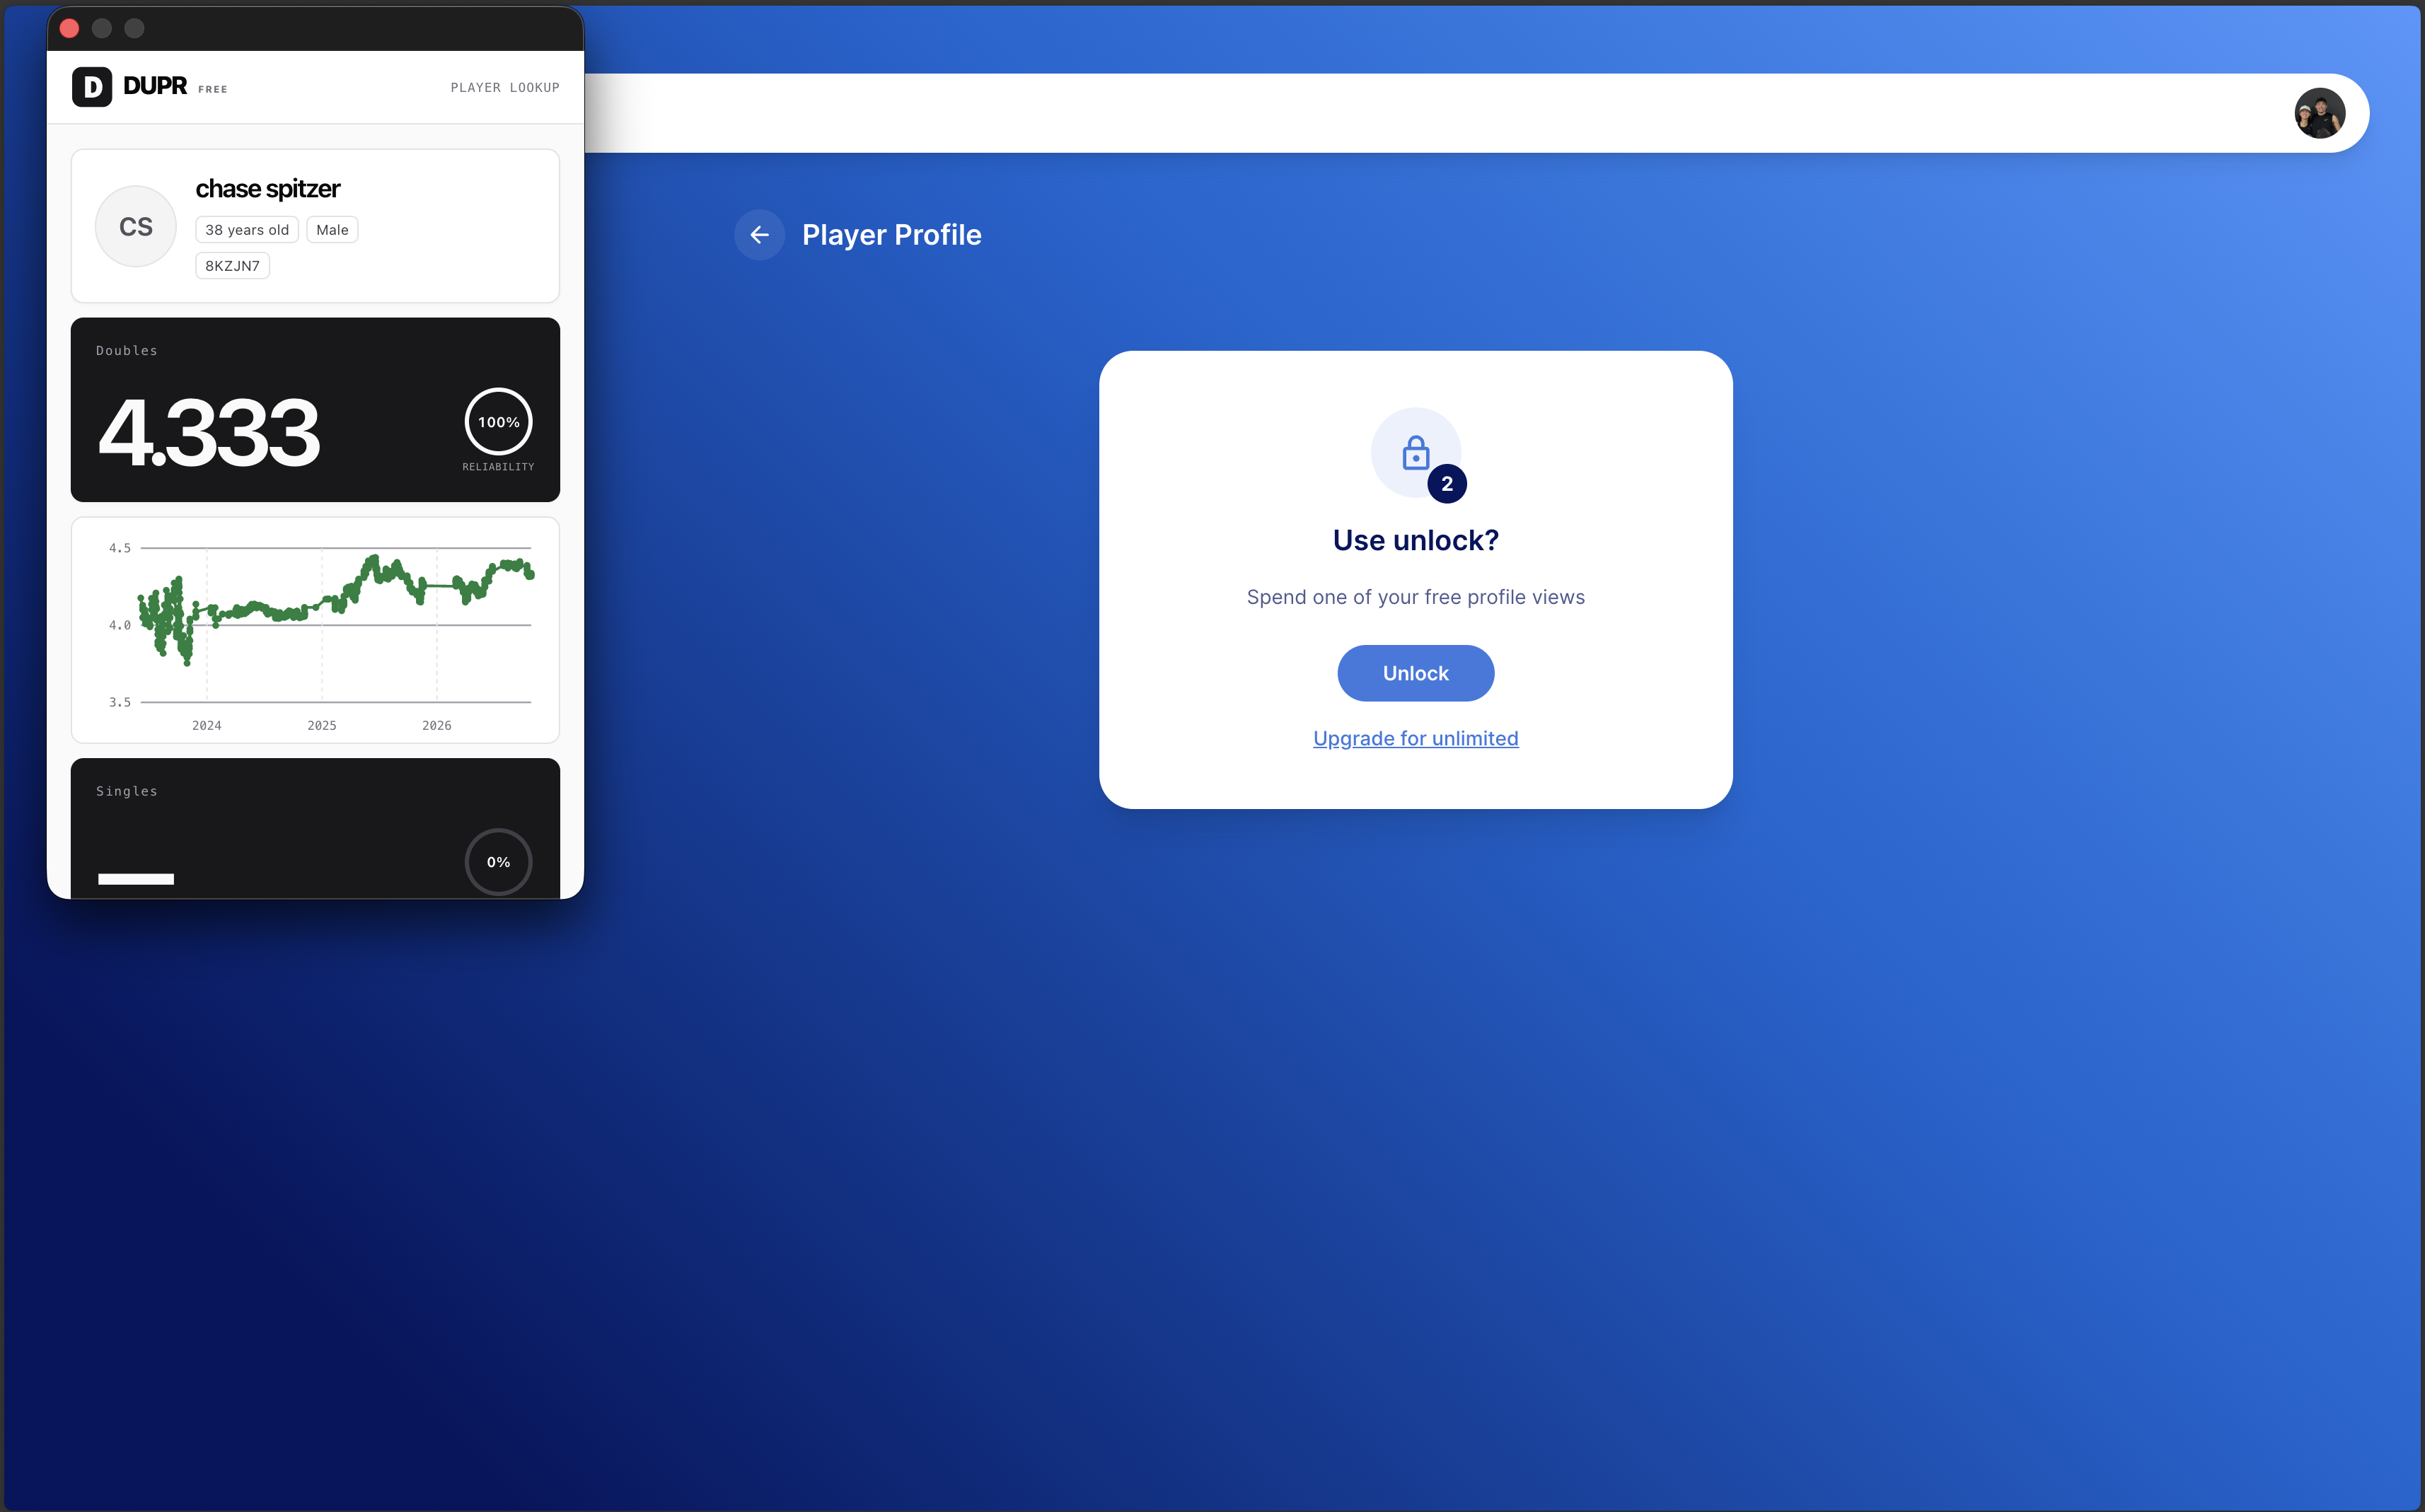 D DUPR FREE
PLAYER LOOKUP
CS
chase spitzer
38 years old
Male
8KZJN7
Doubles
4.333
100%
RELIABILITY
4.5
4.0
3.5
2024
2025
2026
Singles
0%
Player Profile
2
Use unlock?
Spend one of your free profile views
Unlock
Upgrade for unlimited